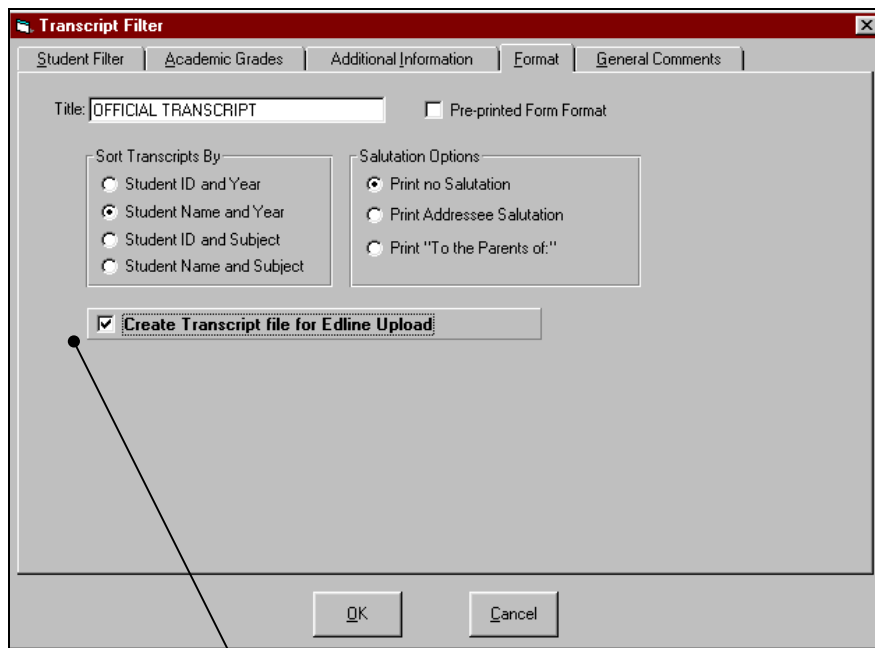 Transcript Filter
Student Filter Academic Grades Additional Information Format General Comments
Title: OFFICIAL TRANSCRIPT Pre-printed Form Format
Sort Transcripts By Salutation Options
Student ID and Year Print no Salutation
Student Name and Year Print Addressee Salutation
Student ID and Subject Print "To the Parents of:"
Student Name and Subject
Create Transcript file for Edline Upload
OK Cancel